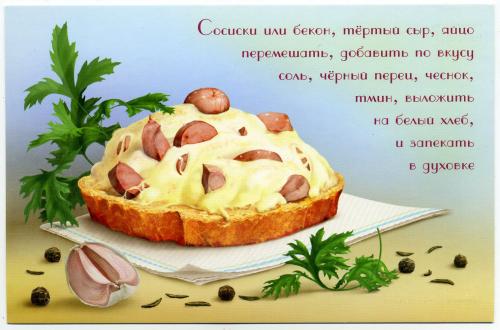 Сосиски или бекон, тёртый сыр, яйцо
перемешать, добавить по вкусу
соль, чёрный перец, чеснок,
тмин, выложить
на белый хлеб,
и запекать
в духовке